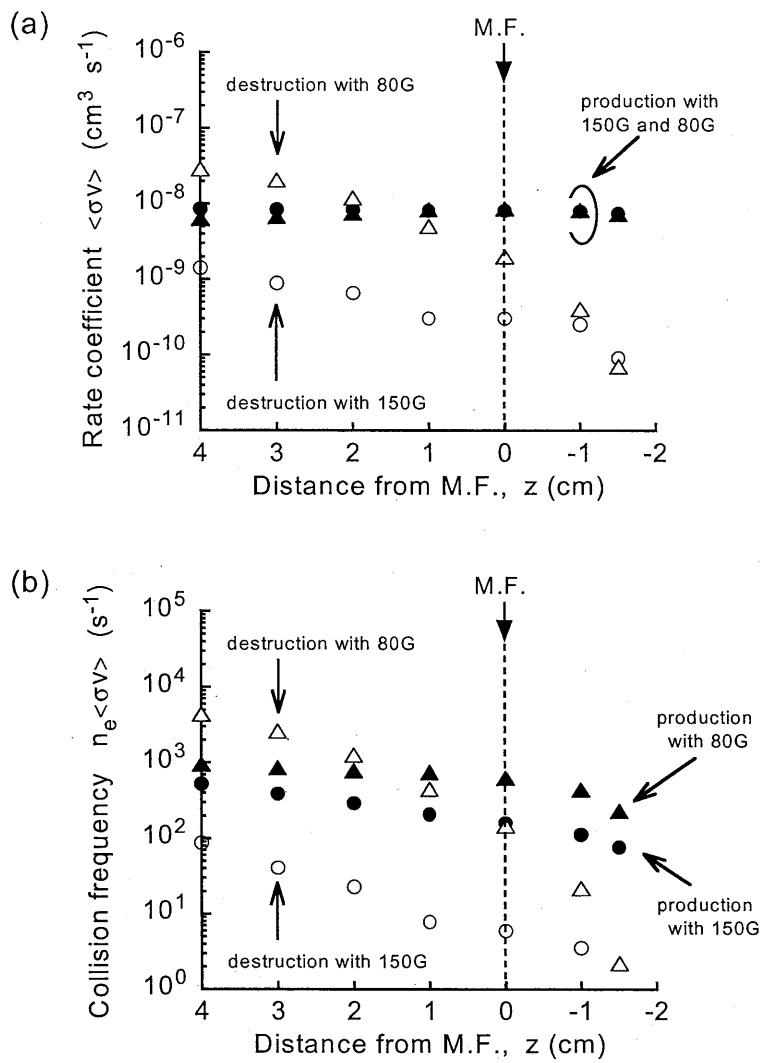 (a)
M.F.
10⁻⁶
destruction with 80G
production with
150G and 80G
10⁻⁷
10⁻⁸
10⁻⁹
10⁻¹⁰
destruction with 150G
10⁻¹¹
Rate coefficient <σv> (cm³ s⁻¹)
4 3 2 1 0 -1 -2
Distance from M.F., z (cm)
(b)
M.F.
10⁵
destruction with 80G
10⁴
production
with 80G
10³
10²
10¹
production
with 150G
destruction with 150G
10⁰
Collision frequency nₑ<σv> (s⁻¹)
4 3 2 1 0 -1 -2
Distance from M.F., z (cm)